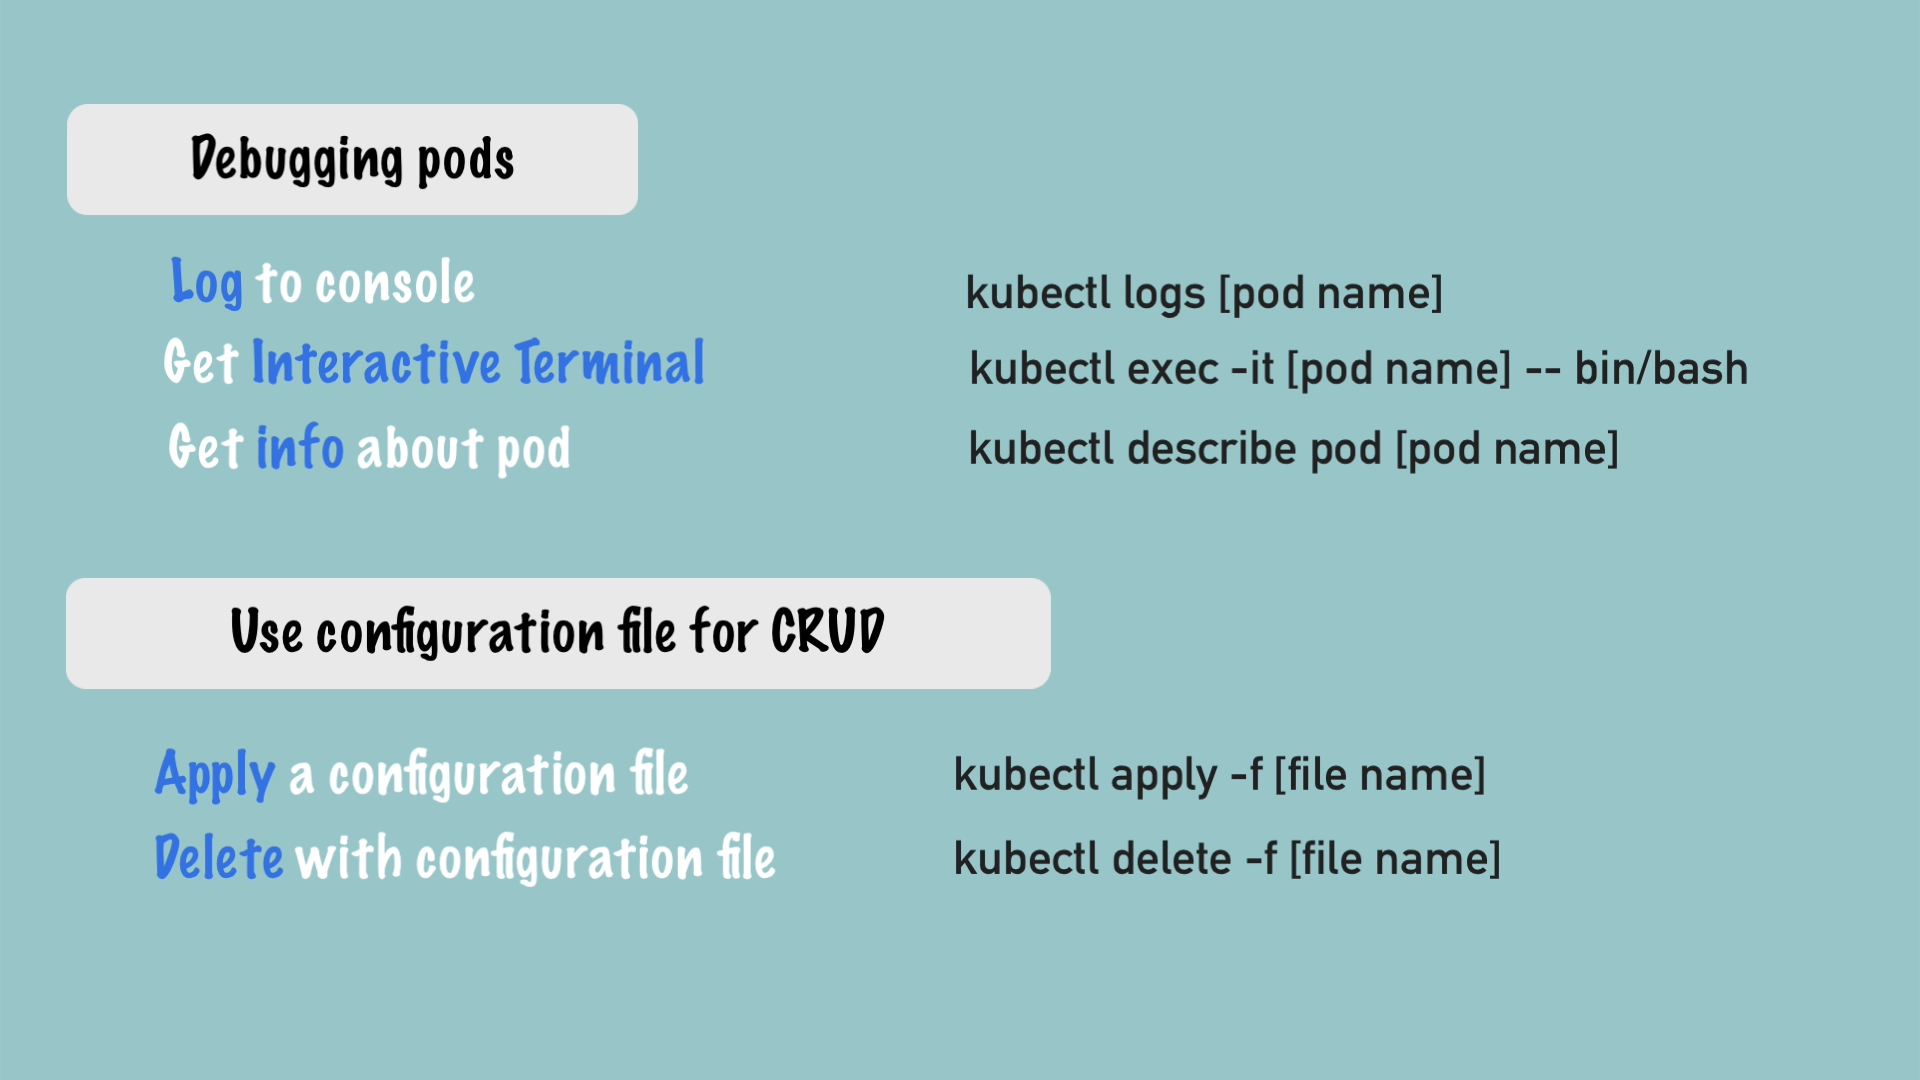 Debugging pods
Log to console kubectl logs [pod name]
Get Interactive Terminal kubectl exec -it [pod name] -- bin/bash
Get info about pod kubectl describe pod [pod name]
Use configuration file for CRUD
Apply a configuration file kubectl apply -f [file name]
Delete with configuration file kubectl delete -f [file name]